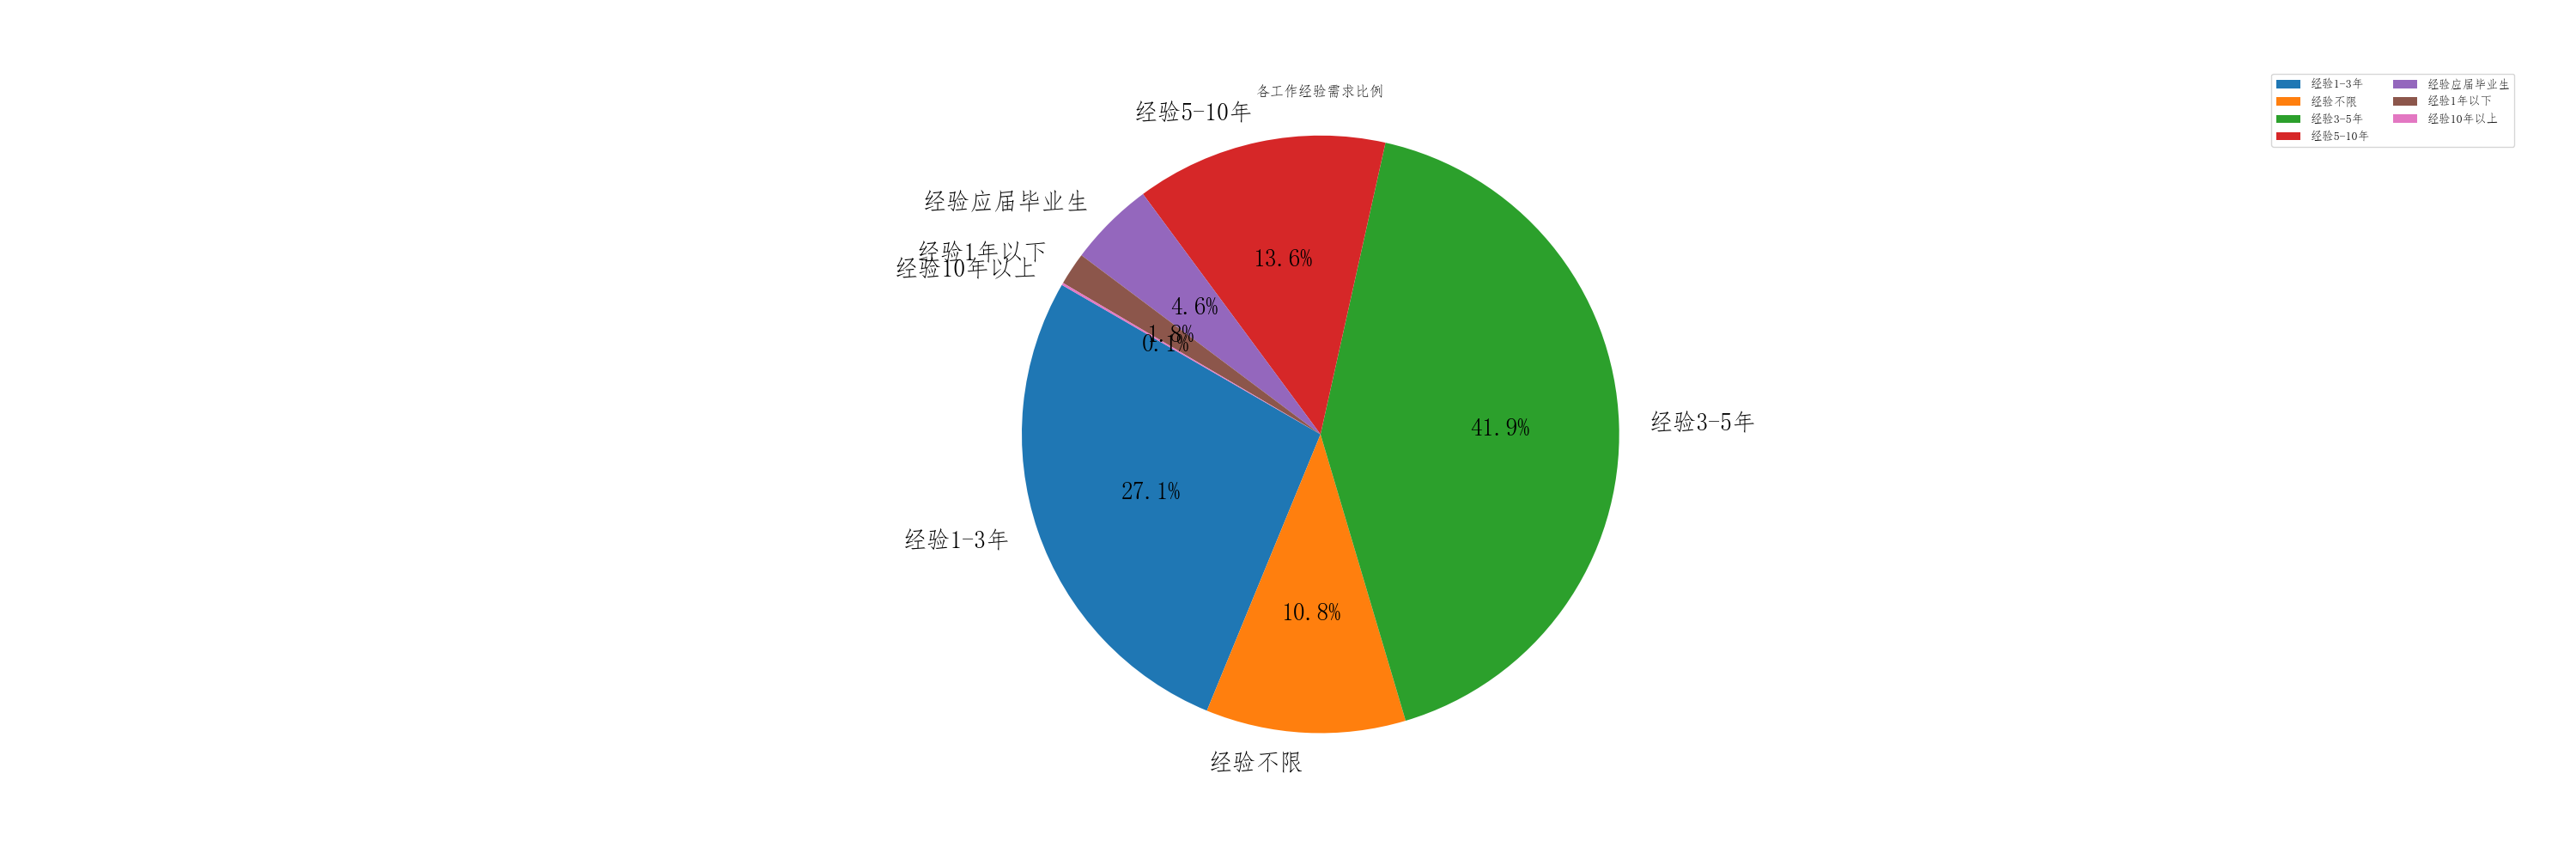 各工作经验需求比例
经验5-10年
经验应届毕业生
经验1年以下
经验10年以上
经验3-5年
经验1-3年
经验不限
13.6%
4.6%
1.8%
0.1%
41.9%
27.1%
10.8%
经验1-3年
经验不限
经验3-5年
经验5-10年
经验应届毕业生
经验1年以下
经验10年以上